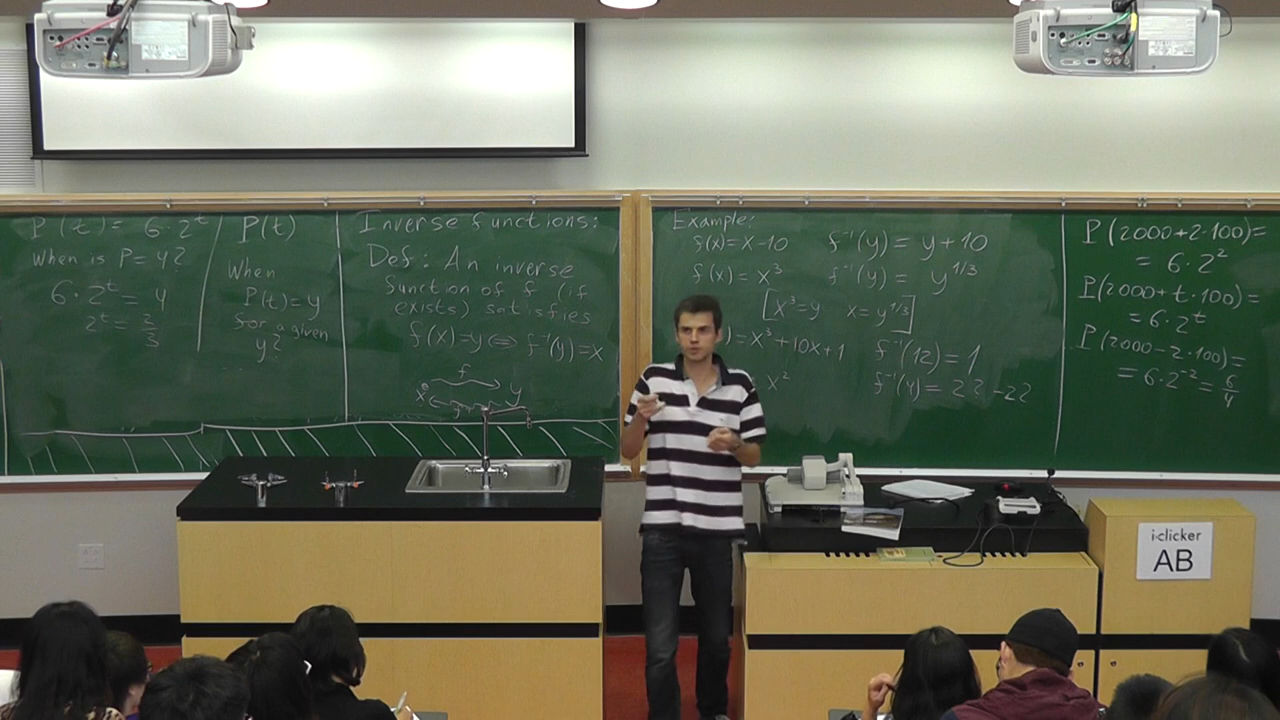 P(t) = 6·2^t
When is P=4?
6·2^t = 4
2^t = 2/3
P(t)
When
P(t)=y
for a given
y?
Inverse functions:
Def: An inverse
function of f (if
exists) satisfies
f(x)=y ⇔ f⁻¹(y)=x
f
x y
Example:
f(x)=x-10 f⁻¹(y) = y+10
f(x) = x³ f⁻¹(y) = y^{1/3}
[x³=y x=y^{1/3}]
)=x³+10x+1 f⁻¹(12)=1
x² f⁻¹(4)= 2? -2?
P(2000+2·100)=
= 6·2²
P(2000+t·100)=
= 6·2^t
P(2000-2·100)=
= 6·2⁻² = 6/4
i-clicker
AB